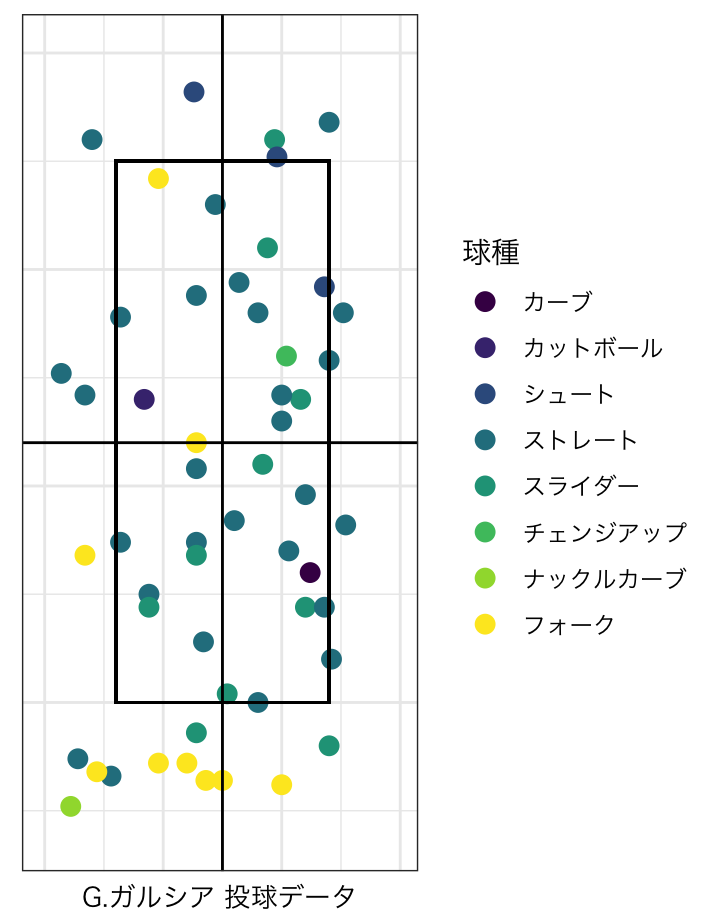 球種
カーブ
カットボール
シュート
ストレート
スライダー
チェンジアップ
ナックルカーブ
フォーク
G.ガルシア 投球データ